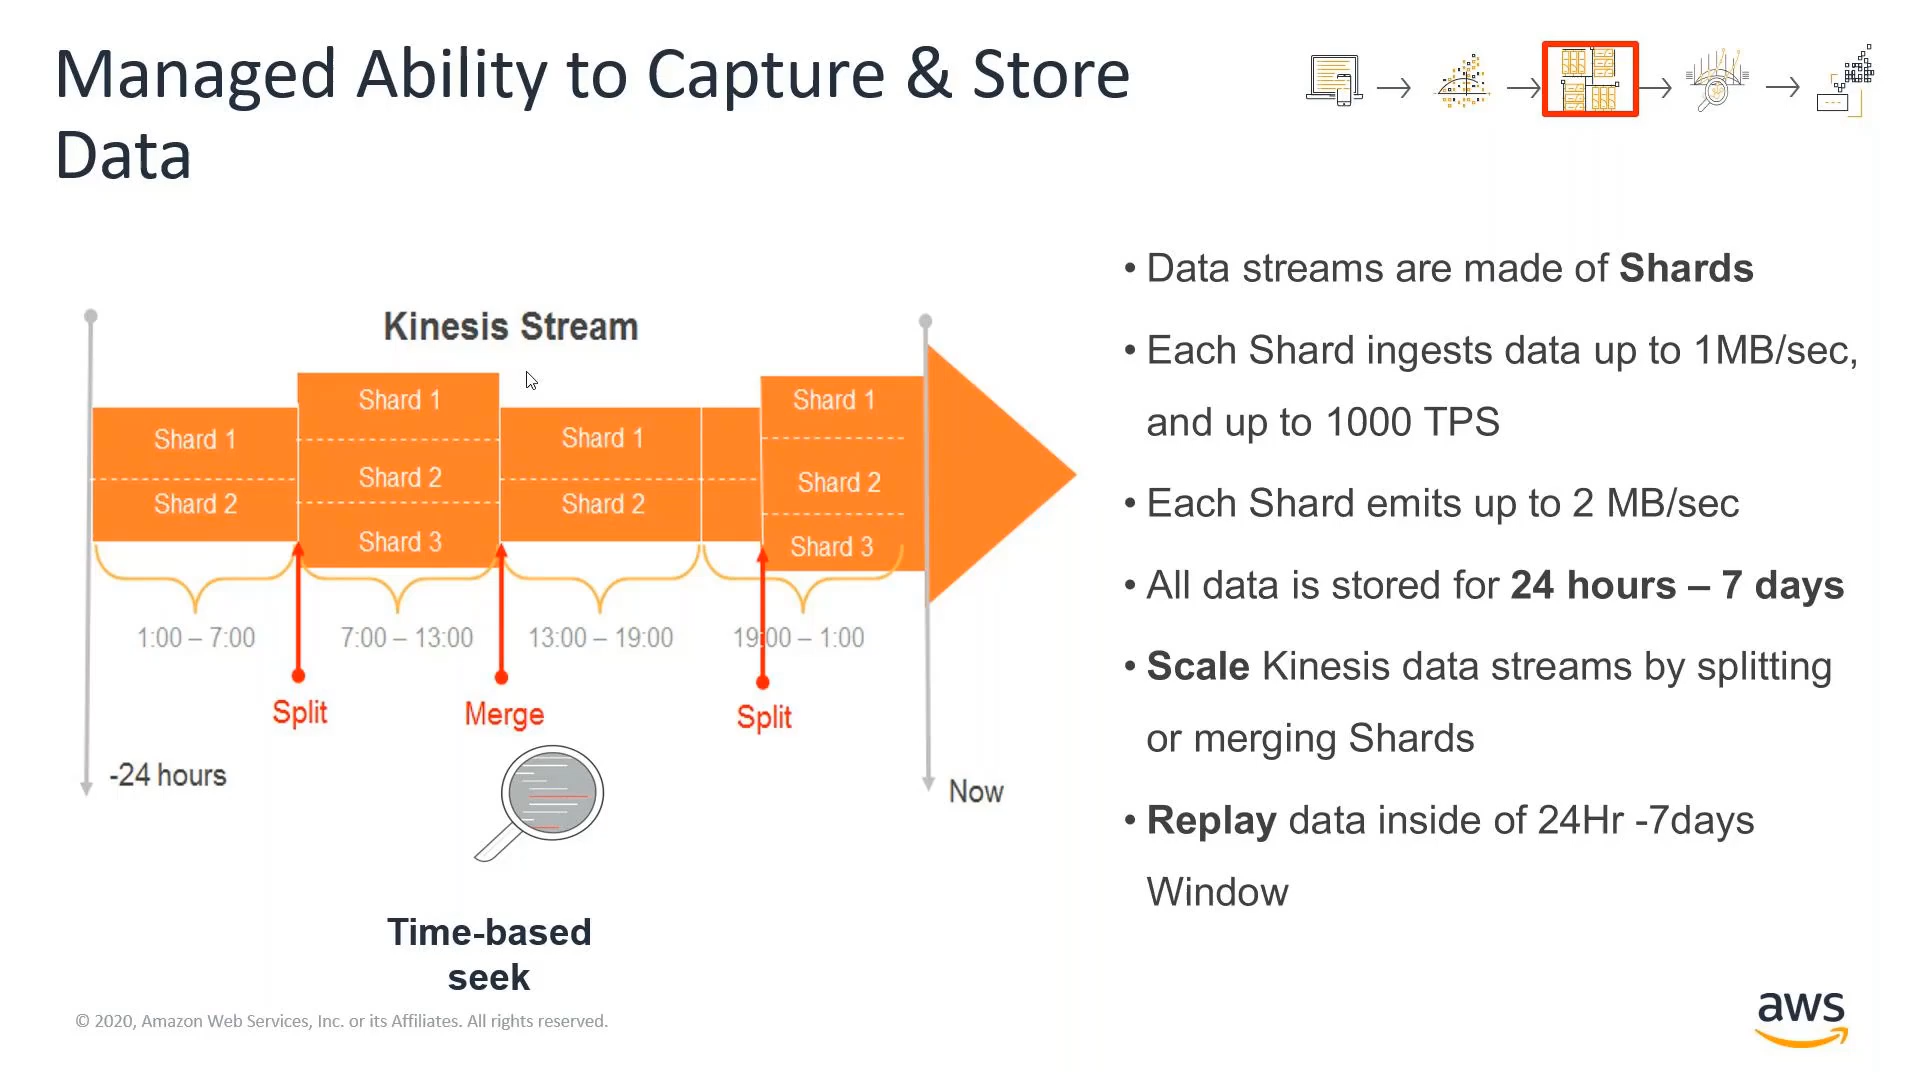 Managed Ability to Capture & Store
Data
Kinesis Stream
Shard 1
Shard 2
Shard 1
Shard 2
Shard 3
Shard 1
Shard 2
Shard 1
Shard 2
Shard 3
1:00 – 7:00
7:00 – 13:00
13:00 – 19:00
19:00 – 1:00
Split
Merge
Split
-24 hours
Now
Time-based
seek
• Data streams are made of Shards
• Each Shard ingests data up to 1MB/sec,
and up to 1000 TPS
• Each Shard emits up to 2 MB/sec
• All data is stored for 24 hours – 7 days
• Scale Kinesis data streams by splitting
or merging Shards
• Replay data inside of 24Hr -7days
Window
© 2020, Amazon Web Services, Inc. or its Affiliates. All rights reserved.
aws